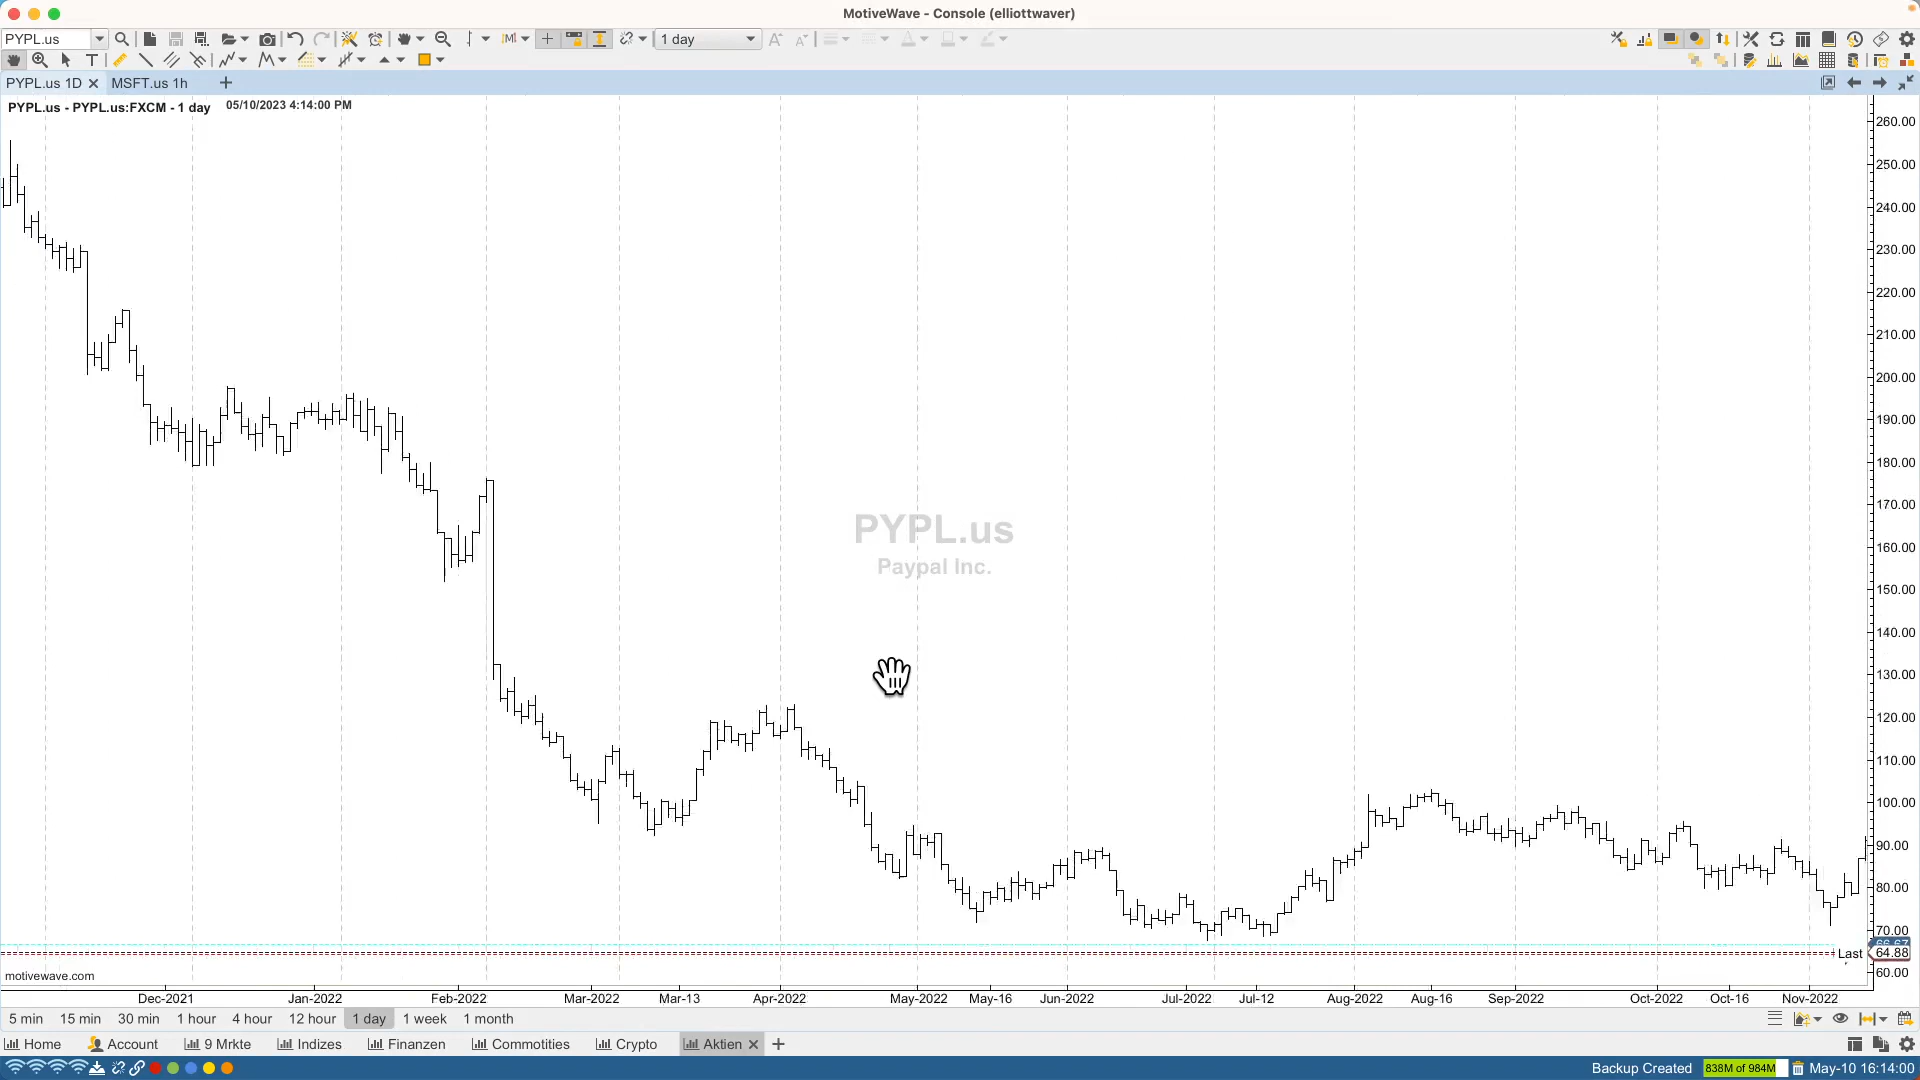 MotiveWave - Console (elliottwaver)
PYPL.us
1 day
PYPL.us 1D
MSFT.us 1h
PYPL.us - PYPL.us:FXCM - 1 day
05/10/2023 4:14:00 PM
260.00
250.00
240.00
230.00
220.00
210.00
200.00
190.00
180.00
170.00
160.00
150.00
140.00
130.00
120.00
110.00
100.00
90.00
80.00
70.00
60.00
PYPL.us
Paypal Inc.
Last
64.88
motivewave.com
Dec-2021
Jan-2022
Feb-2022
Mar-2022
Mar-13
Apr-2022
May-2022
May-16
Jun-2022
Jul-2022
Jul-12
Aug-2022
Aug-16
Sep-2022
Oct-2022
Oct-16
Nov-2022
5 min
15 min
30 min
1 hour
4 hour
12 hour
1 day
1 week
1 month
Home
Account
9 Mrkte
Indizes
Finanzen
Commotities
Crypto
Aktien
Backup Created
838M of 984M
May-10 16:14:00